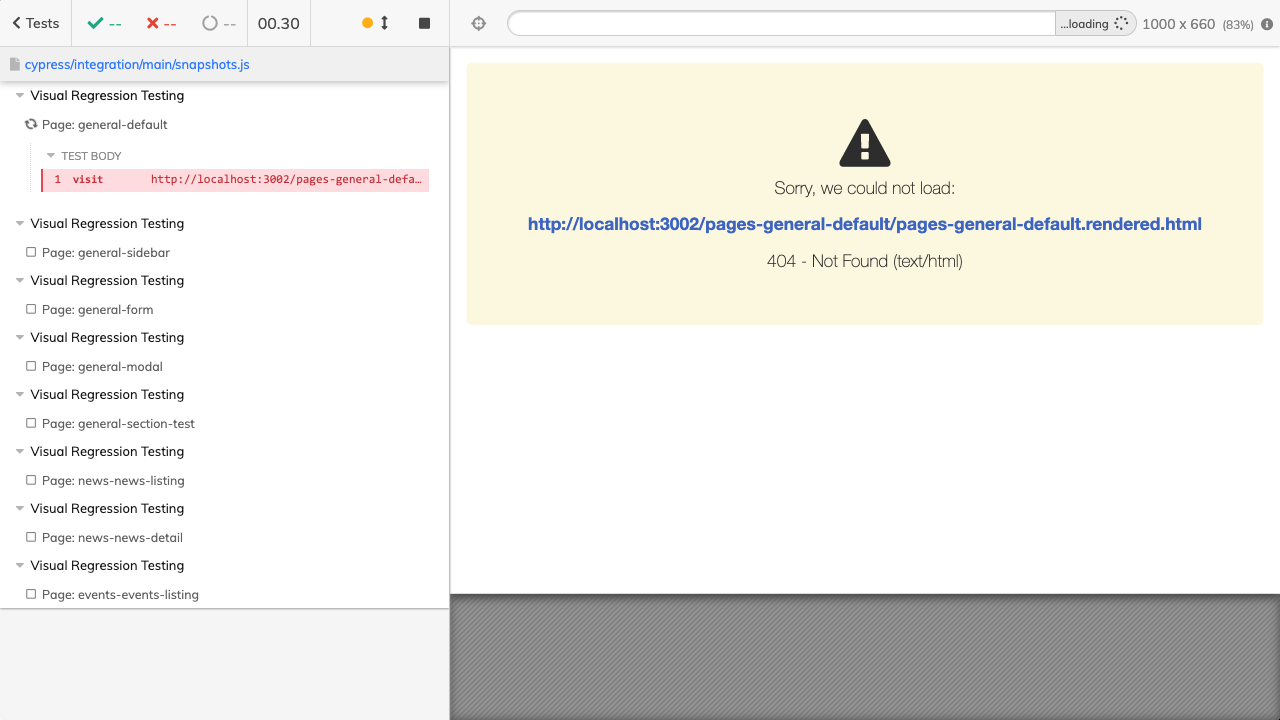 Tests -- -- -- 00.30
cypress/integration/main/snapshots.js
Visual Regression Testing
Page: general-default
TEST BODY
1 visit http://localhost:3002/pages-general-defa…
Visual Regression Testing
Page: general-sidebar
Visual Regression Testing
Page: general-form
Visual Regression Testing
Page: general-modal
Visual Regression Testing
Page: general-section-test
Visual Regression Testing
Page: news-news-listing
Visual Regression Testing
Page: news-news-detail
Visual Regression Testing
Page: events-events-listing
...loading 1000 x 660 (83%)
Sorry, we could not load:
http://localhost:3002/pages-general-default/pages-general-default.rendered.html
404 - Not Found (text/html)